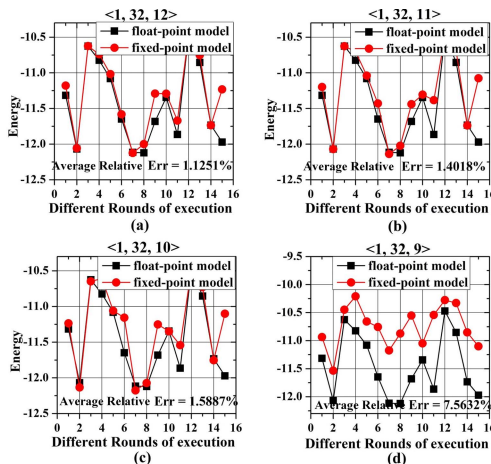 <1, 32, 12>
(a)
float-point model
fixed-point model
Energy
-10.5
-11.0
-11.5
-12.0
-12.5
Average Relative Err = 1.1251%
0 2 4 6 8 10 12 14 16
Different Rounds of execution
(a)
<1, 32, 11>
float-point model
fixed-point model
Energy
-10.5
-11.0
-11.5
-12.0
-12.5
Average Relative Err = 1.4018%
0 2 4 6 8 10 12 14 16
Different Rounds of execution
(b)
<1, 32, 10>
float-point model
fixed-point model
Energy
-10.5
-11.0
-11.5
-12.0
-12.5
Average Relative Err = 1.5887%
0 2 4 6 8 10 12 14 16
Different Rounds of execution
(c)
<1, 32, 9>
float-point model
fixed-point model
Energy
-9.0
-9.5
-10.0
-10.5
-11.0
-11.5
-12.0
Average Relative Err = 7.5632%
0 2 4 6 8 10 12 14 16
Different Rounds of execution
(d)